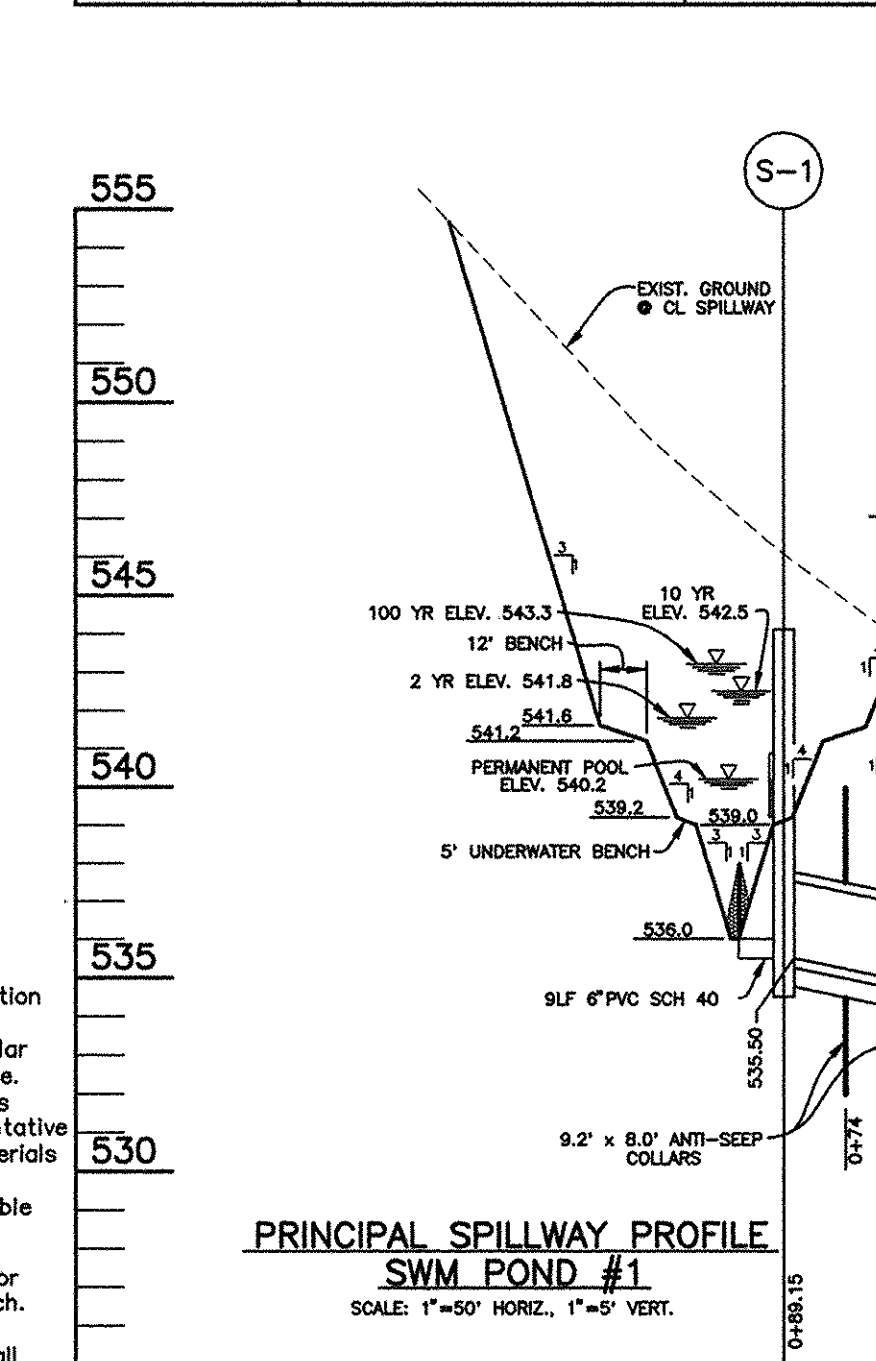 S-1
555
EXIST. GROUND
@ CL SPILLWAY
550
3
1
545
10 YR
ELEV. 542.5
100 YR ELEV. 543.3
12' BENCH
2 YR ELEV. 541.8
541.6
541.2
1
540
PERMANENT POOL
ELEV. 540.2
4
1
1
4
1
539.2
539.0
5' UNDERWATER BENCH
3
1
1
3
536.0
535
9LF 6" PVC SCH 40
535.50
tion
lar
e.
s
tative
erials
ble
or
ch.
all
530
9.2' x 8.0' ANTI-SEEP
COLLARS
0+74
PRINCIPAL SPILLWAY PROFILE
SWM POND #1
SCALE: 1"=50' HORIZ., 1"=5' VERT.
0+89.15